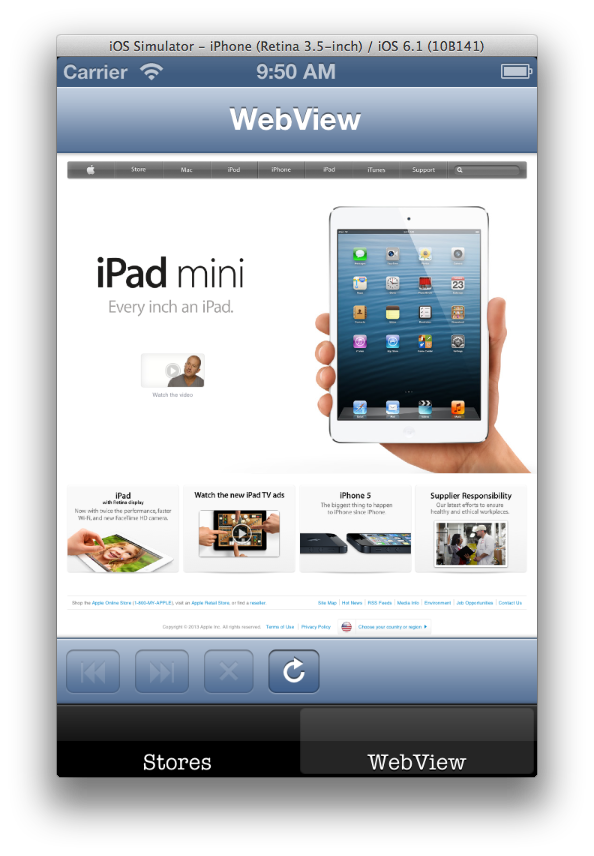 iOS Simulator - iPhone (Retina 3.5-inch) / iOS 6.1 (10B141)
Carrier 9:50 AM
WebView
Store Mac iPod iPhone iPad iTunes Support
iPad mini
Every inch an iPad.
23
Watch the video
iPad
with Retina display
Now with twice the performance, faster
Wi-Fi, and new FaceTime HD camera.
Watch the new iPad TV ads
iPhone 5
The biggest thing to happen
to iPhone since iPhone.
Supplier Responsibility
Our latest efforts to ensure
healthy and ethical workplaces.
Shop the Apple Online Store (1-800-MY-APPLE), visit an Apple Retail Store, or find a reseller.
Site Map Hot News RSS Feeds Media Info Environment Job Opportunities Contact Us
Copyright © 2013 Apple Inc. All rights reserved. Terms of Use Privacy Policy Choose your country or region
Stores
WebView